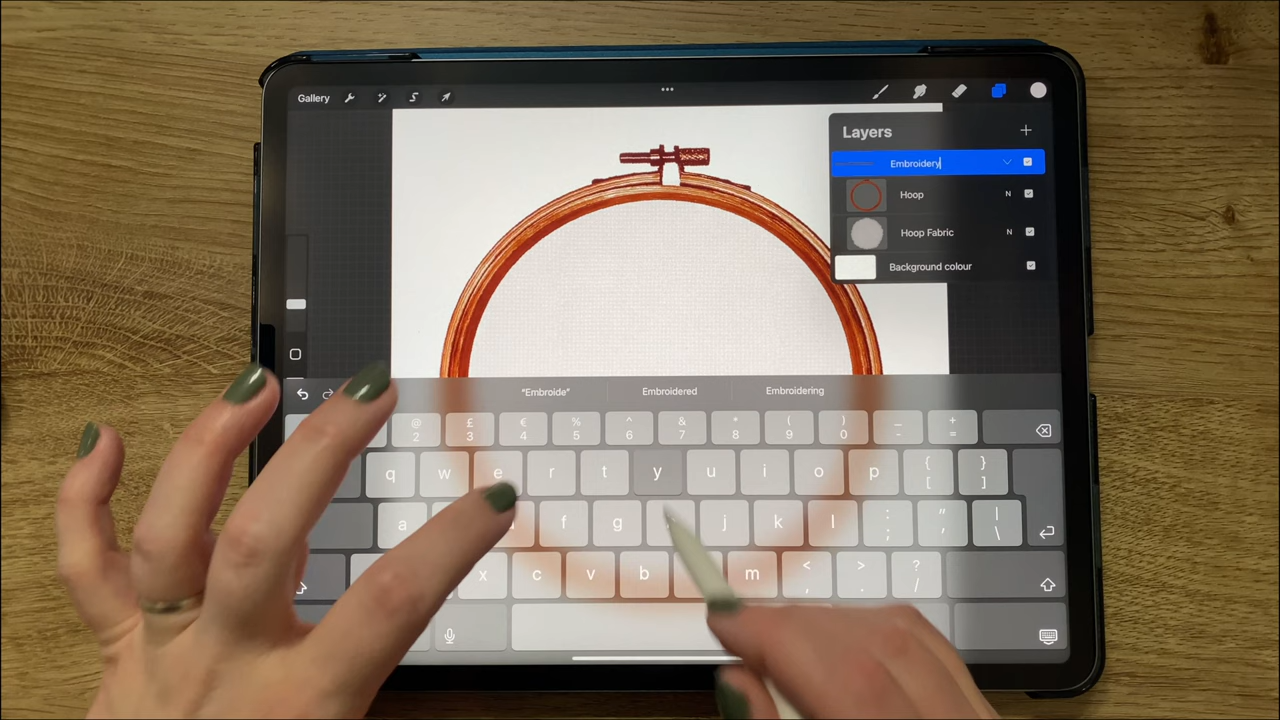 Gallery
Layers
Embroidery
Hoop N
Hoop Fabric N
Background colour
"Embroide" Embroidered Embroidering
@ £ € % ^ & * ( ) _ +
2 3 4 5 6 7 8 9 0 - =
q w e r t y u i o p { [ } ]
a f g j k l : ; " ' | \
x c v b m < , > . ? /